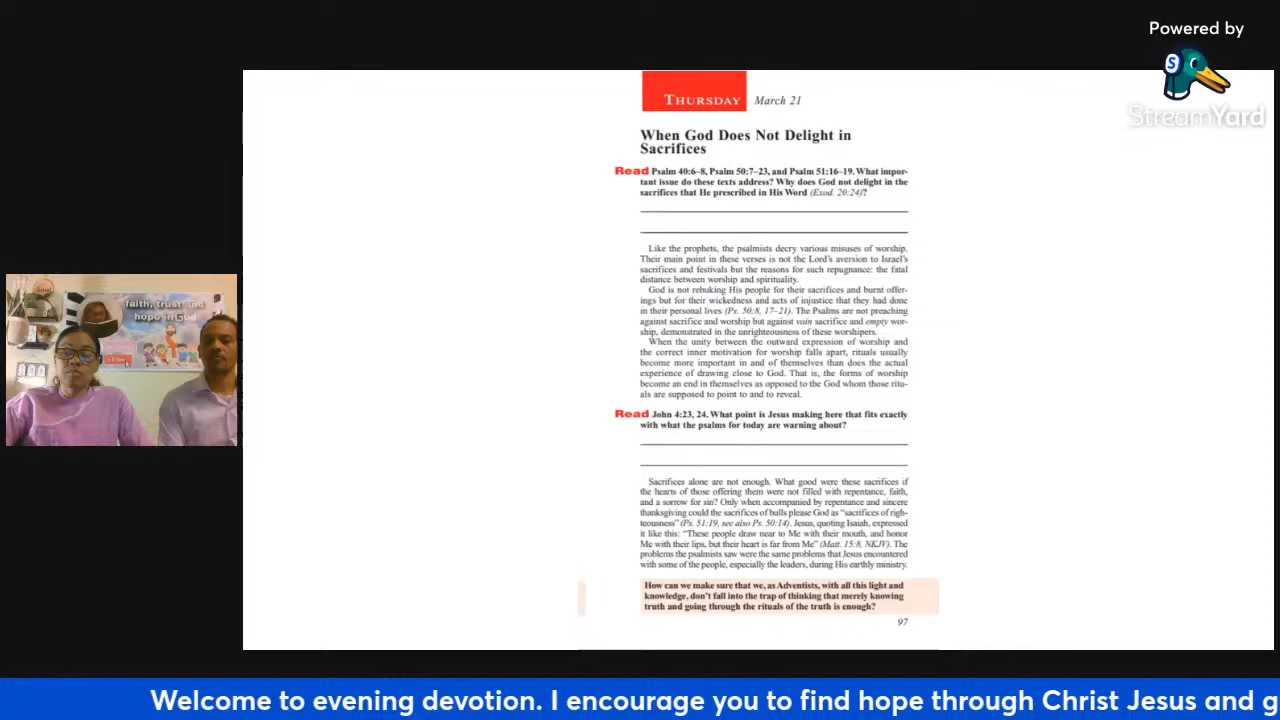 Powered by
S
StreamYard
THURSDAY March 21
When God Does Not Delight in
Sacrifices
Read Psalm 40:6–8, Psalm 50:7–23, and Psalm 51:16–19. What impor-
tant issue do these texts address? Why does God not delight in the
sacrifices that He prescribed in His Word (Exod. 20:24)?
Like the prophets, the psalmists decry various misuses of worship.
Their main point in these verses is not the Lord's aversion to Israel's
sacrifices and festivals but the reasons for such repugnance: the fatal
distance between worship and spirituality.
God is not rebuking His people for their sacrifices and burnt offer-
ings but for their wickedness and acts of injustice that they had done
in their personal lives (Ps. 50:8, 17–21). The Psalms are not preaching
against sacrifice and worship but against vain sacrifice and empty wor-
ship, demonstrated in the unrighteousness of these worshipers.
When the unity between the outward expression of worship and
the correct inner motivation for worship falls apart, rituals usually
become more important in and of themselves than does the actual
experience of drawing close to God. That is, the forms of worship
become an end in themselves as opposed to the God whom those ritu-
als are supposed to point to and to reveal.
Read John 4:23, 24. What point is Jesus making here that fits exactly
with what the psalms for today are warning about?
Sacrifices alone are not enough. What good were these sacrifices if
the hearts of those offering them were not filled with repentance, faith,
and a sorrow for sin? Only when accompanied by repentance and sincere
thanksgiving could the sacrifices of bulls please God as "sacrifices of righ-
teousness" (Ps. 51:19, see also Ps. 50:14). Jesus, quoting Isaiah, expressed
it like this: "These people draw near to Me with their mouth, and honor
Me with their lips, but their heart is far from Me" (Matt. 15:8, NKJV). The
problems the psalmists saw were the same problems that Jesus encountered
with some of the people, especially the leaders, during His earthly ministry.
How can we make sure that we, as Adventists, with all this light and
knowledge, don't fall into the trap of thinking that merely knowing
truth and going through the rituals of the truth is enough?
97
faith, trust and
hope in God
Welcome to evening devotion. I encourage you to find hope through Christ Jesus and g